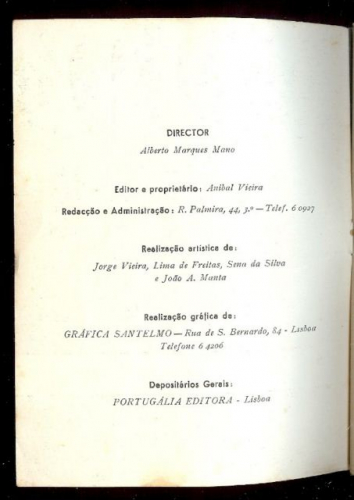 DIRECTOR
Alberto Marques Mano
Editor e proprietário: Anibal Vieira
Redacção e Administração: R. Palmira, 44, 3.º — Telef. 6 0927
Realização artística de:
Jorge Vieira, Lima de Freitas, Sena da Silva
e João A. Manta
Realização gráfica de:
GRÁFICA SANTELMO — Rua de S. Bernardo, 84 - Lisboa
Telefone 6 4206
Depositários Gerais:
PORTUGÁLIA EDITORA - Lisboa